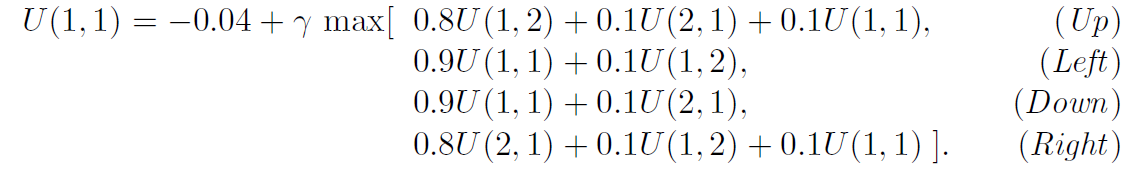 U(1, 1) = −0.04 + γ max[ 0.8U(1, 2) + 0.1U(2, 1) + 0.1U(1, 1), (Up)
0.9U(1, 1) + 0.1U(1, 2), (Left)
0.9U(1, 1) + 0.1U(2, 1), (Down)
0.8U(2, 1) + 0.1U(1, 2) + 0.1U(1, 1) ]. (Right)